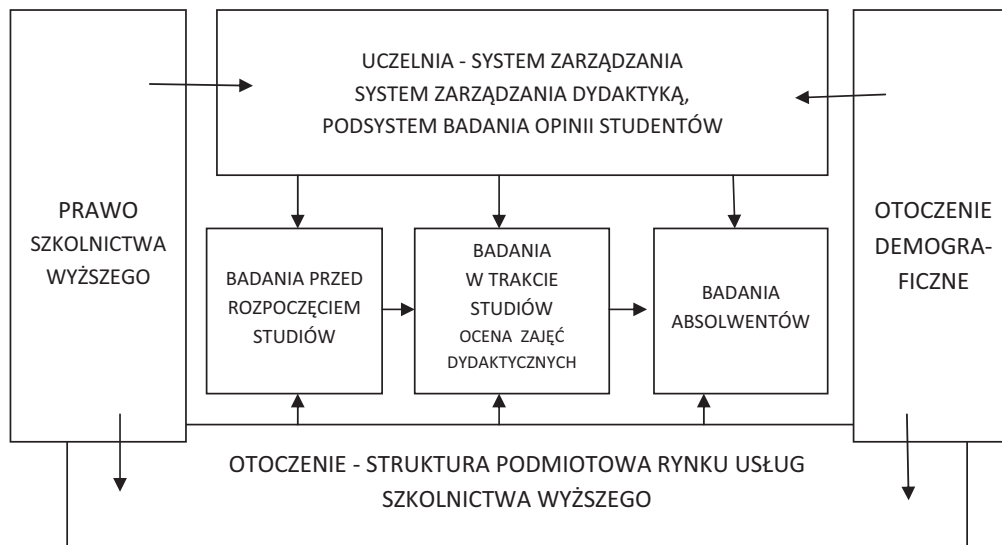 UCZELNIA - SYSTEM ZARZĄDZANIA
SYSTEM ZARZĄDZANIA DYDAKTYKĄ,
PODSYSTEM BADANIA OPINII STUDENTÓW
PRAWO
SZKOLNICTWA
WYŻSZEGO
BADANIA PRZED
ROZPOCZĘCIEM
STUDIÓW
BADANIA
W TRAKCIE
STUDIÓW
OCENA ZAJĘĆ
DYDAKTYCZNYCH
BADANIA
ABSOLWENTÓW
OTOCZENIE
DEMOGRA-
FICZNE
OTOCZENIE - STRUKTURA PODMIOTOWA RYNKU USŁUG
SZKOLNICTWA WYŻSZEGO